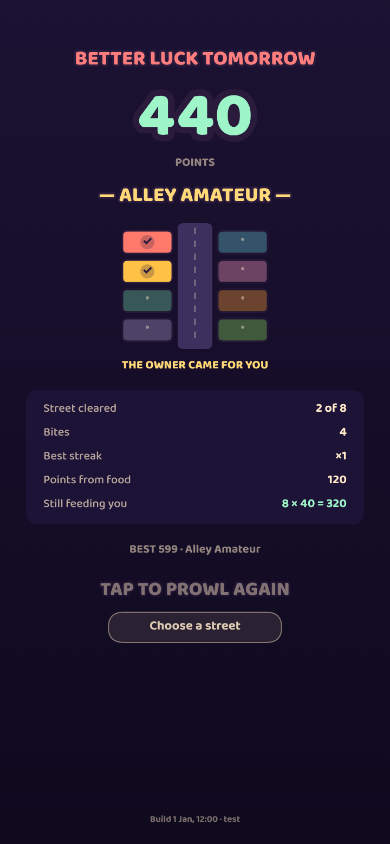 BETTER LUCK TOMORROW
440
POINTS
— ALLEY AMATEUR —
THE OWNER CAME FOR YOU
Street cleared 2 of 8
Bites 4
Best streak ×1
Points from food 120
Still feeding you 8 × 40 = 320
BEST 599 · Alley Amateur
TAP TO PROWL AGAIN
Choose a street
Build 1 Jan, 12:00 · test